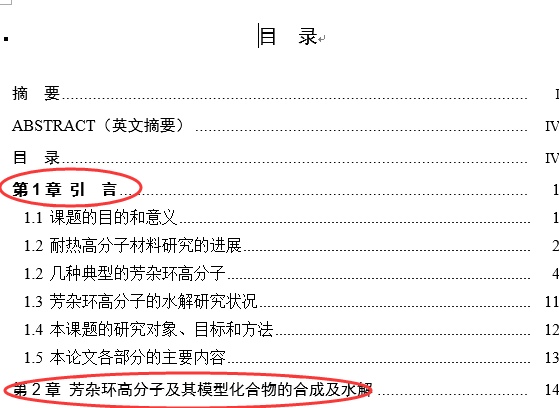 目 录
摘 要 I
ABSTRACT（英文摘要） IV
目 录 IV
第1章 引 言 1
1.1 课题的目的和意义 1
1.2 耐热高分子材料研究的进展 2
1.2 几种典型的芳杂环高分子 4
1.3 芳杂环高分子的水解研究状况 11
1.4 本课题的研究对象、目标和方法 12
1.5 本论文各部分的主要内容 13
第2章 芳杂环高分子及其模型化合物的合成及水解 14